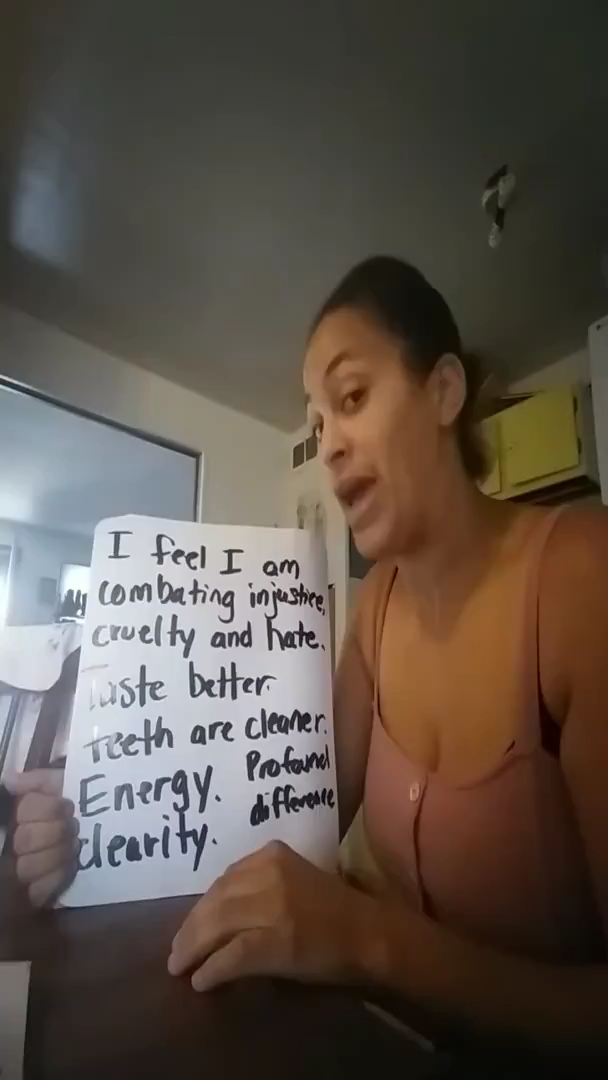 I feel I am
combating injustice,
cruelty and hate.
Taste better.
teeth are cleaner.
Energy. Profound
clearity. difference